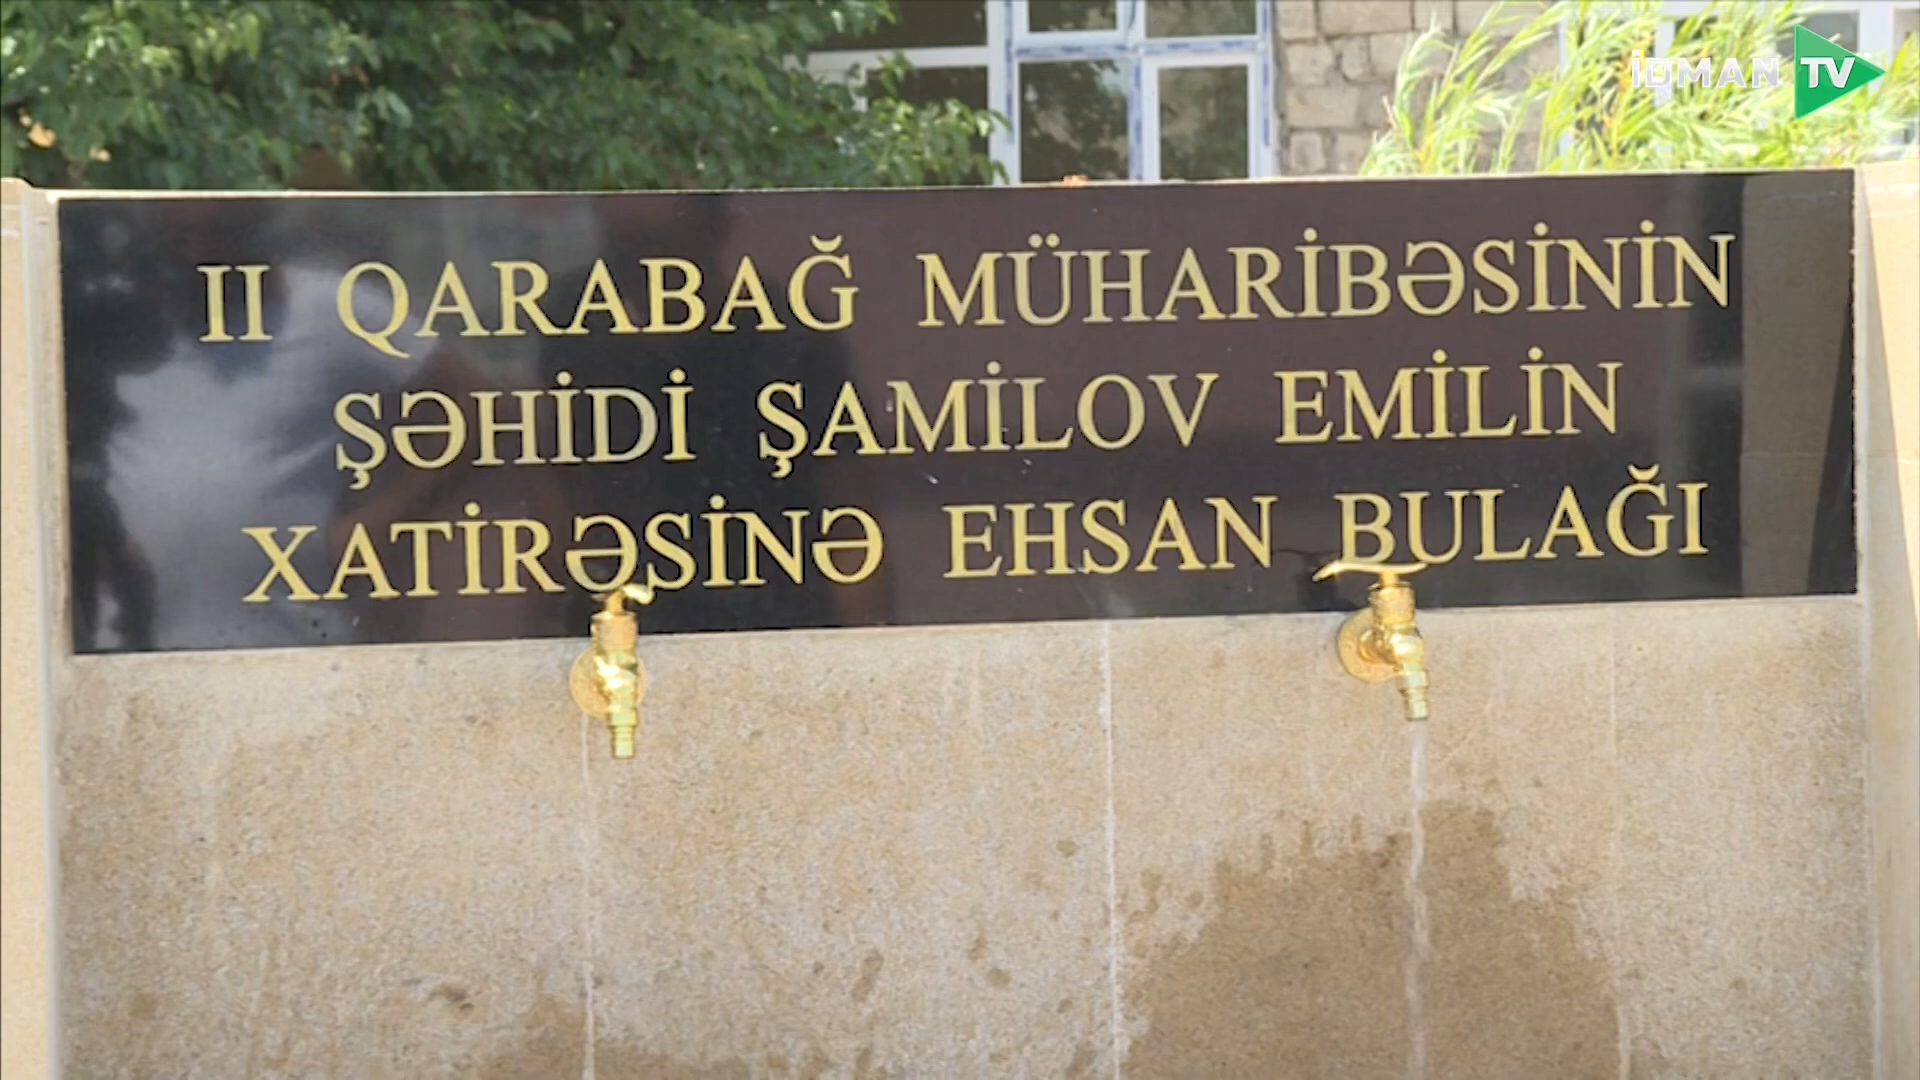 İDMAN TV
II QARABAĞ MÜHARİBƏSİNİN
ŞƏHİDİ ŞAMİLOV EMİLİN
XATİRƏSİNƏ EHSAN BULAĞI